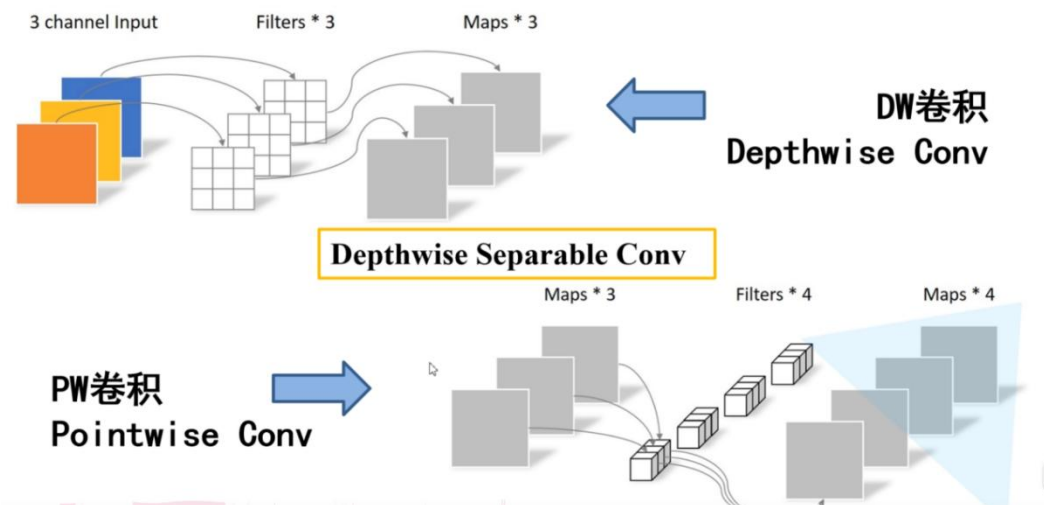 3 channel Input
Filters * 3
Maps * 3
DW卷积
Depthwise Conv
Depthwise Separable Conv
Maps * 3
Filters * 4
Maps * 4
PW卷积
Pointwise Conv